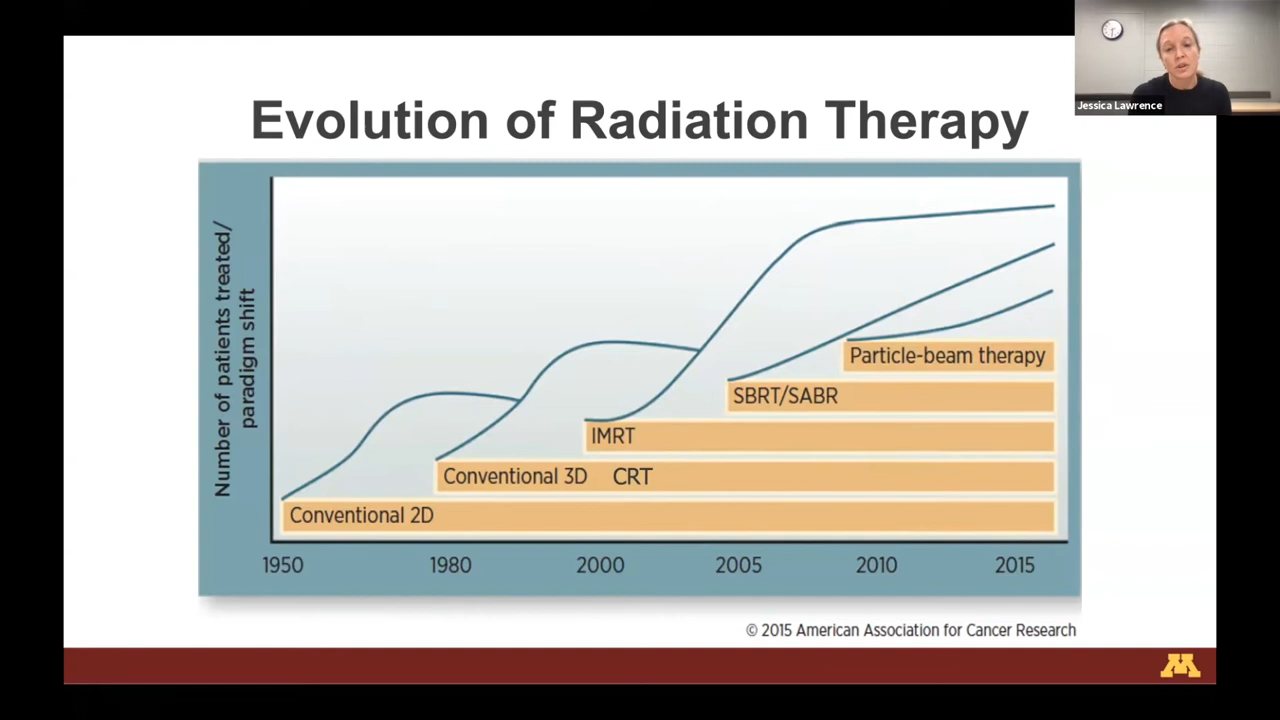 Jessica Lawrence
Evolution of Radiation Therapy
Number of patients treated/
paradigm shift
Particle-beam therapy
SBRT/SABR
IMRT
Conventional 3D CRT
Conventional 2D
1950 1980 2000 2005 2010 2015
© 2015 American Association for Cancer Research
M